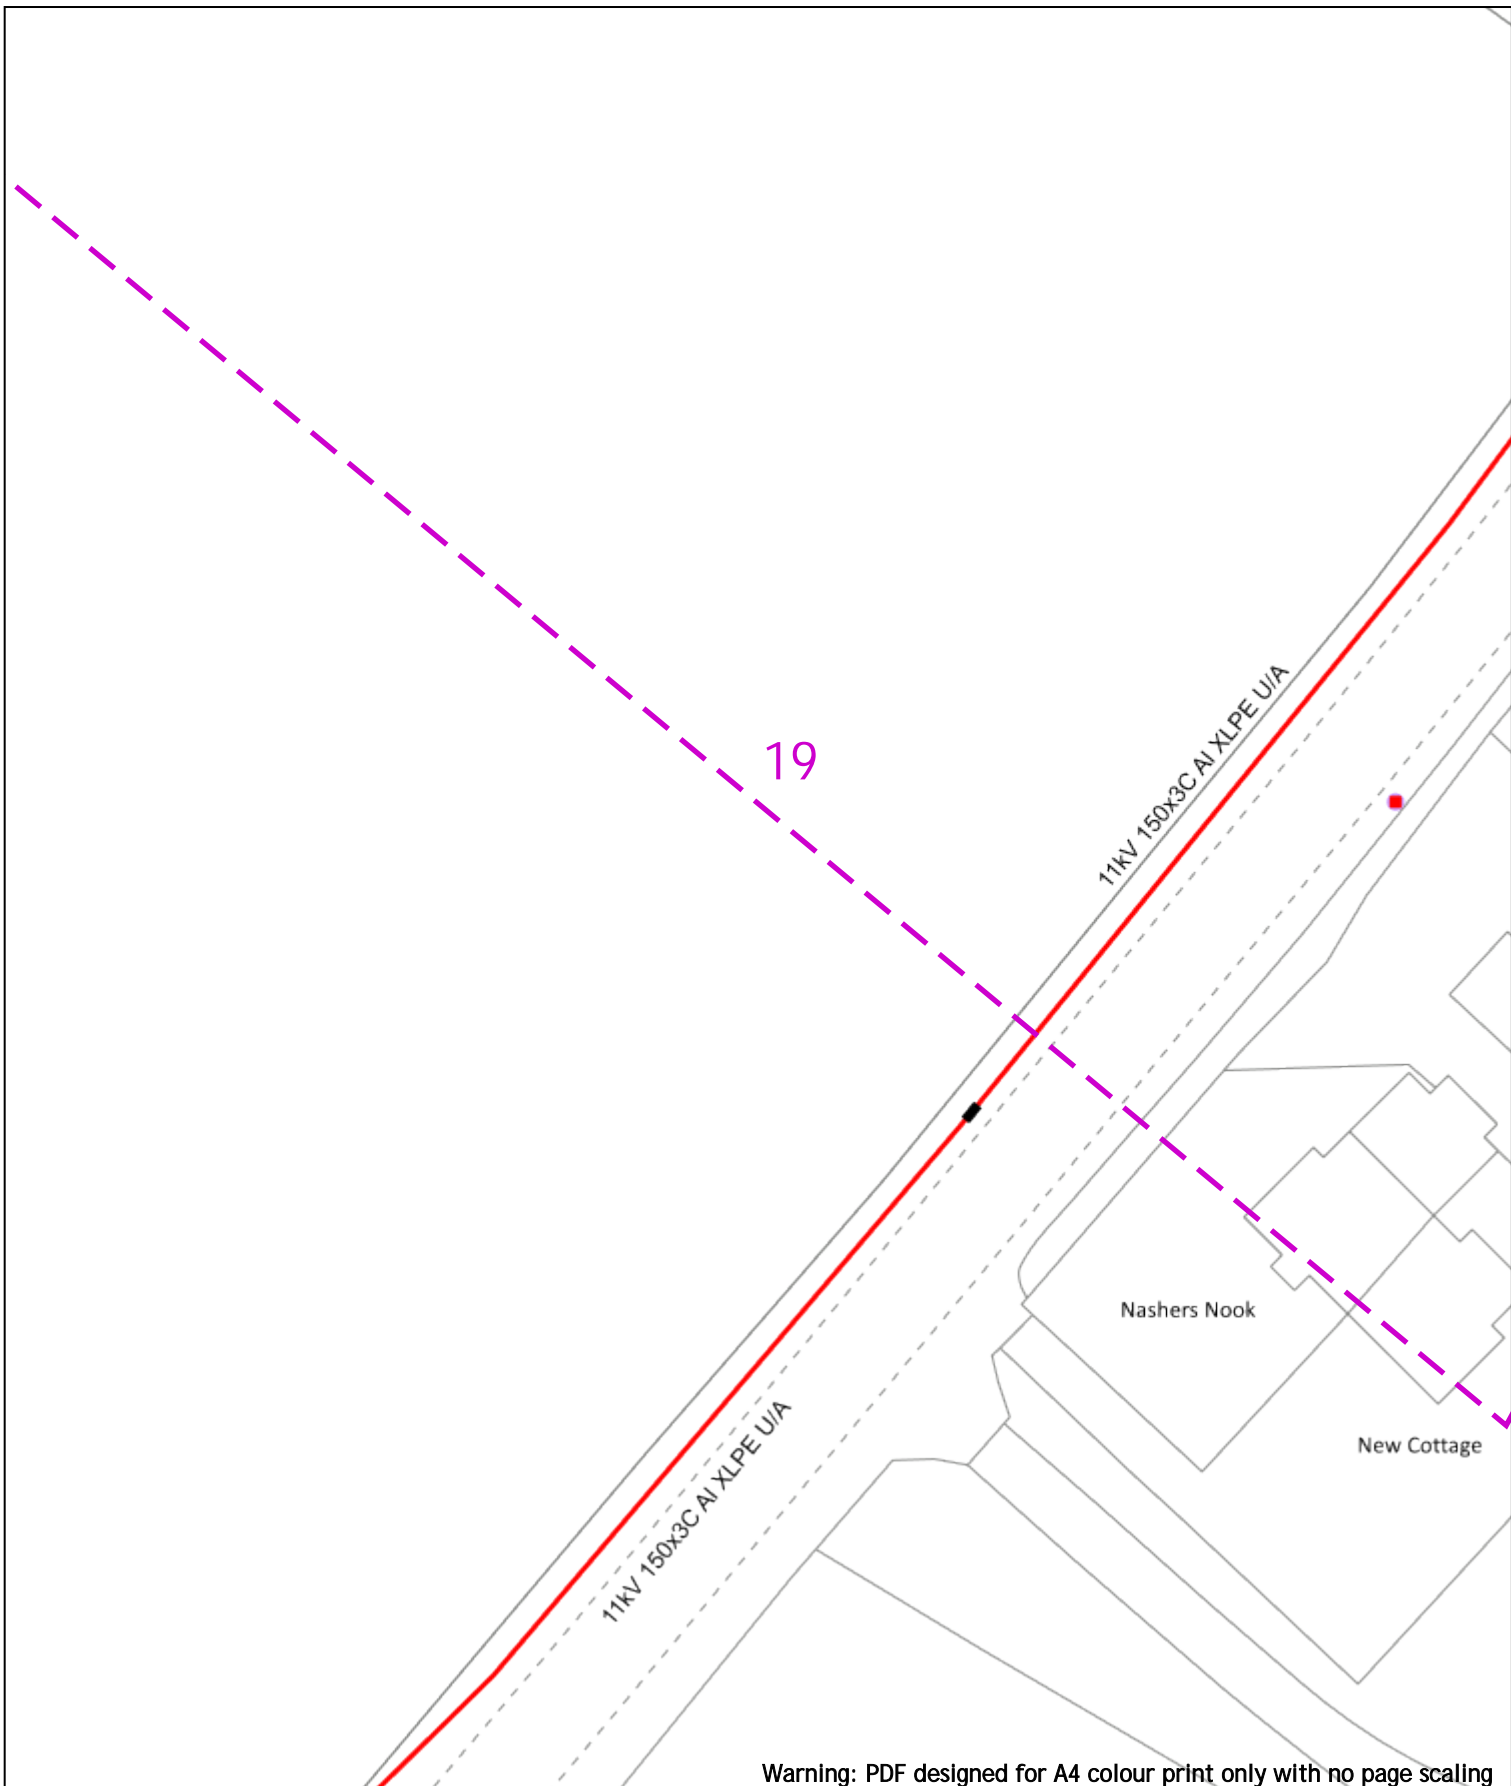 19
11kV 150x3C Al XLPE U/A
Nashers Nook
11kV 150x3C Al XLPE U/A
New Cottage
Warning: PDF designed for A4 colour print only with no page scaling